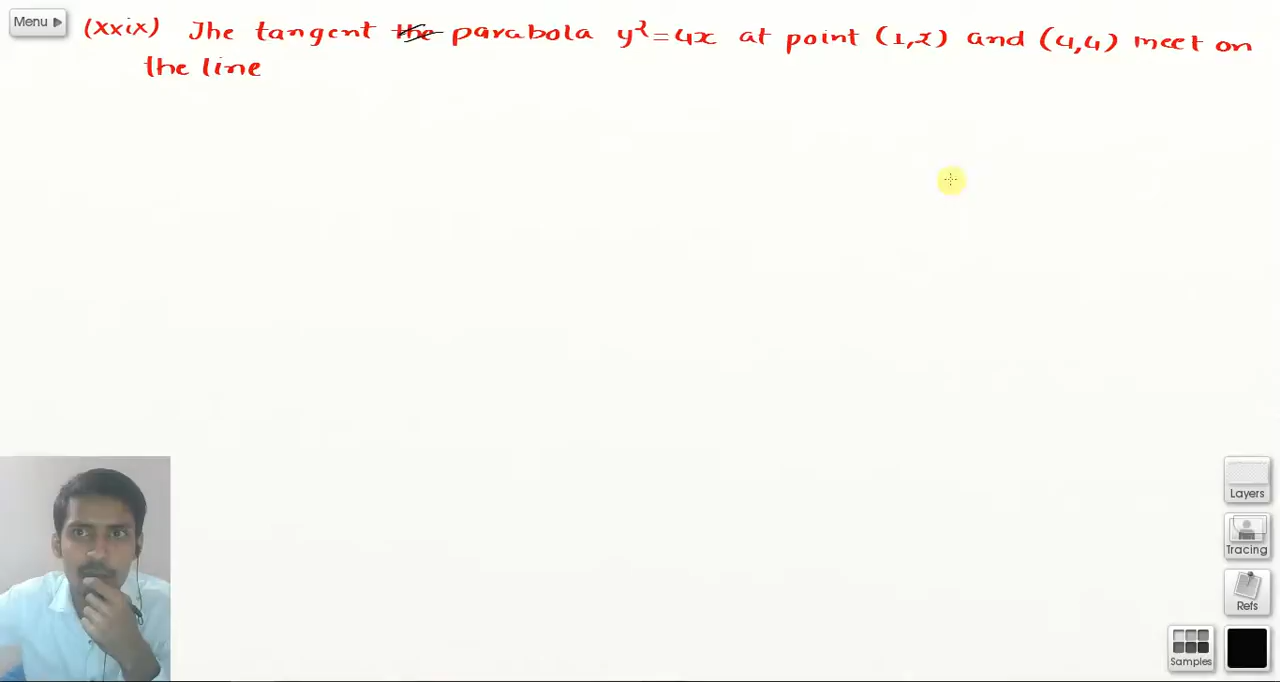 Menu
(xxix) The tangent the parabola y²=4x at point (1,2) and (4,4) meet on
the line
Layers
Tracing
Refs
Samples